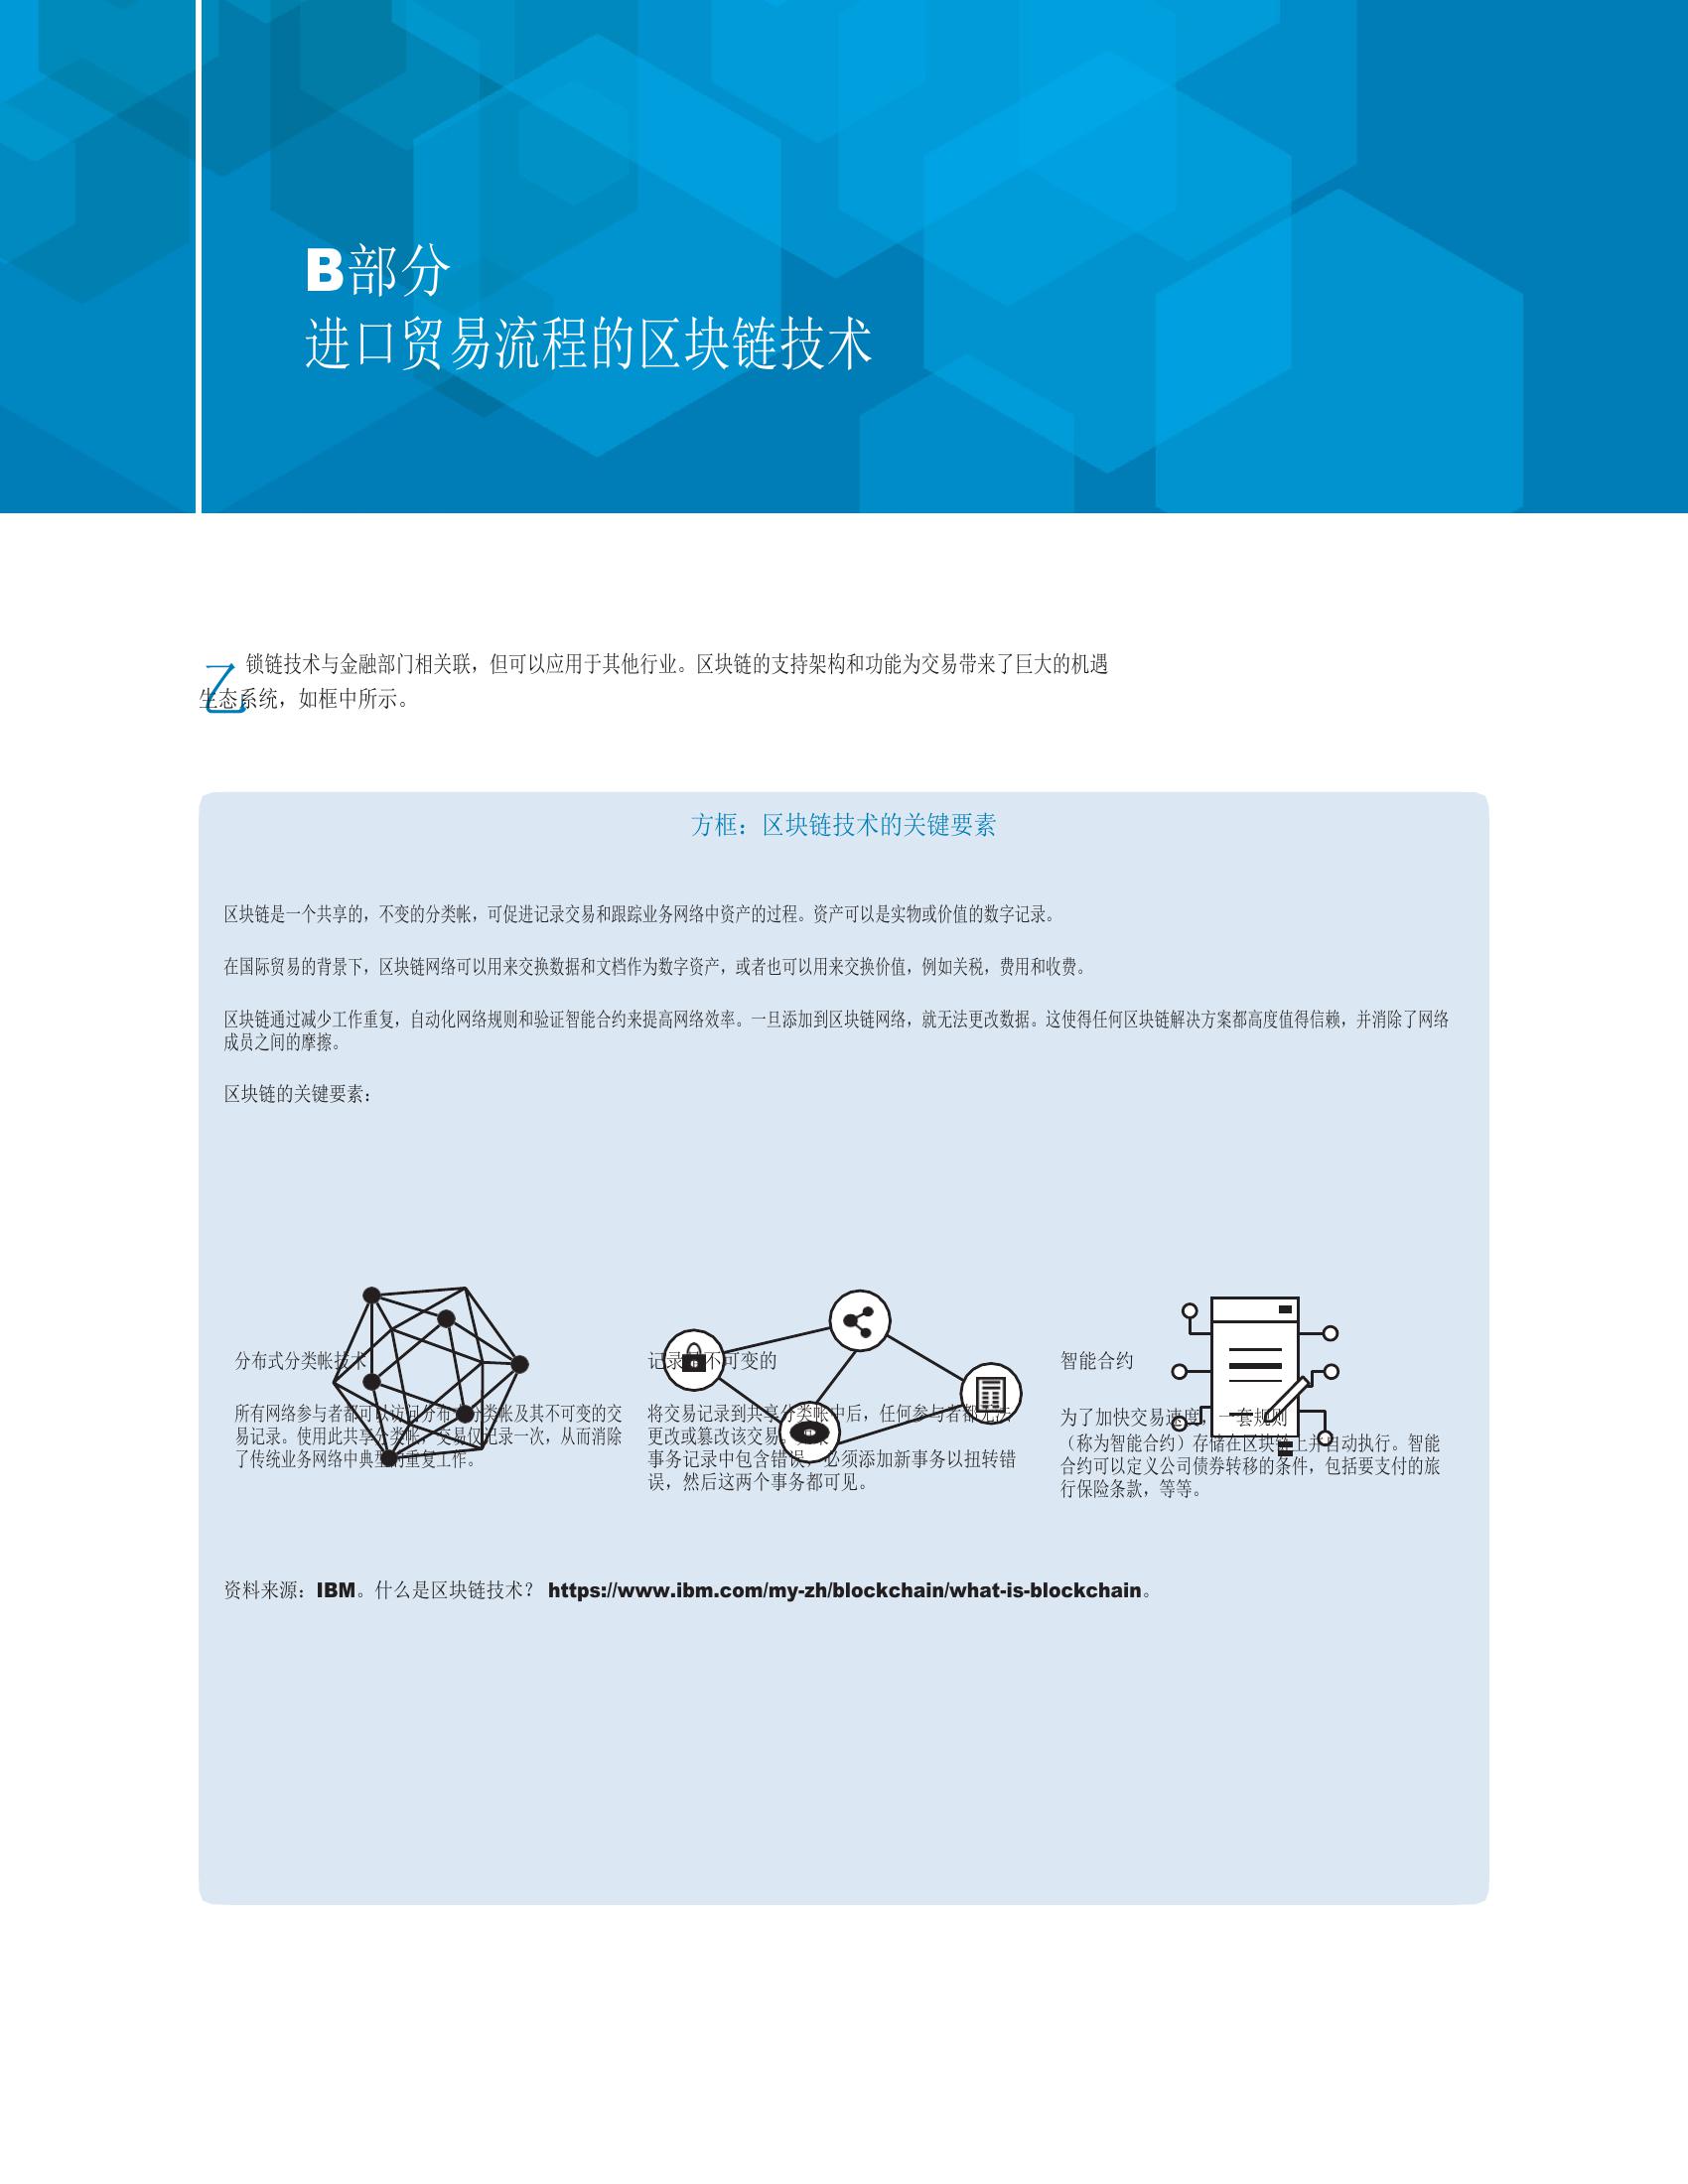 B部分
进口贸易流程的区块链技术
乙
锁链技术与金融部门相关联，但可以应用于其他行业。区块链的支持架构和功能为交易带来了巨大的机遇
生态系统，如框中所示。
方框：区块链技术的关键要素
区块链是一个共享的，不变的分类帐，可促进记录交易和跟踪业务网络中资产的过程。资产可以是实物或价值的数字记录。
在国际贸易的背景下，区块链网络可以用来交换数据和文档作为数字资产，或者也可以用来交换价值，例如关税，费用和收费。
区块链通过减少工作重复，自动化网络规则和验证智能合约来提高网络效率。一旦添加到区块链网络，就无法更改数据。这使得任何区块链解决方案都高度值得信赖，并消除了网络
成员之间的摩擦。
区块链的关键要素：
分布式分类帐技术
所有网络参与者都可以访问分布式分类帐及其不可变的交
易记录。使用此共享分类帐，交易仅记录一次，从而消除
了传统业务网络中典型的重复工作。
记录是不可变的
将交易记录到共享分类帐中后，任何参与者都无法
更改或篡改该交易。
事务记录中包含错误，必须添加新事务以扭转错
误，然后这两个事务都可见。
智能合约
为了加快交易速度，一套规则
（称为智能合约）存储在区块链上并自动执行。智能
合约可以定义公司债券转移的条件，包括要支付的旅
行保险条款，等等。
资料来源：IBM。什么是区块链技术？ https://www.ibm.com/my-zh/blockchain/what-is-blockchain。